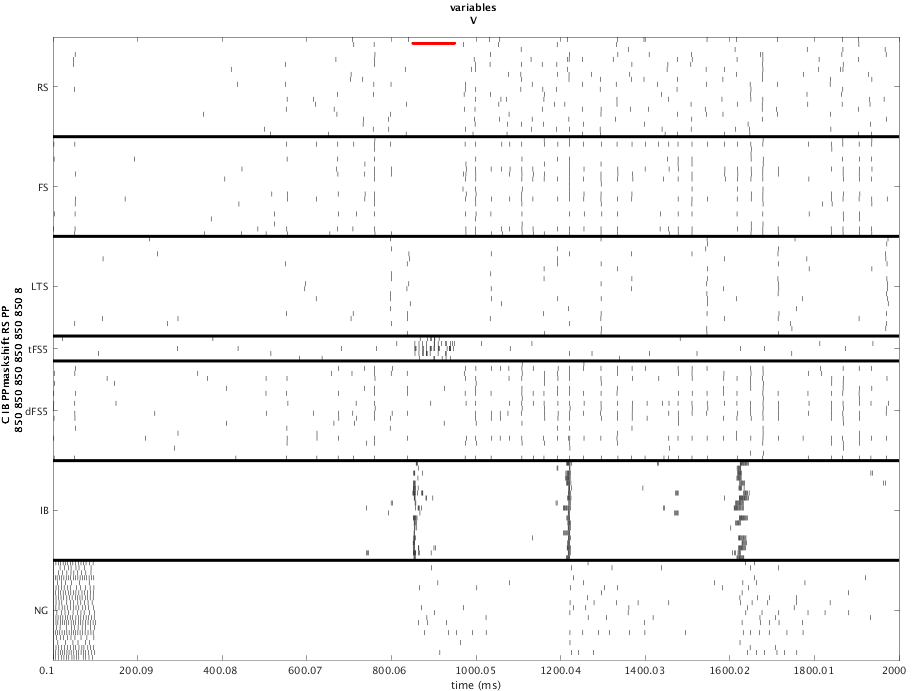 variables
V
RS
FS
LTS
tFS5
dFS5
IB
NG
C IB PPmaskshift RS PP
850 850 850 850 850 8
0.1 200.09 400.08 600.07 800.06 1000.05 1200.04 1400.03 1600.02 1800.01 2000
time (ms)